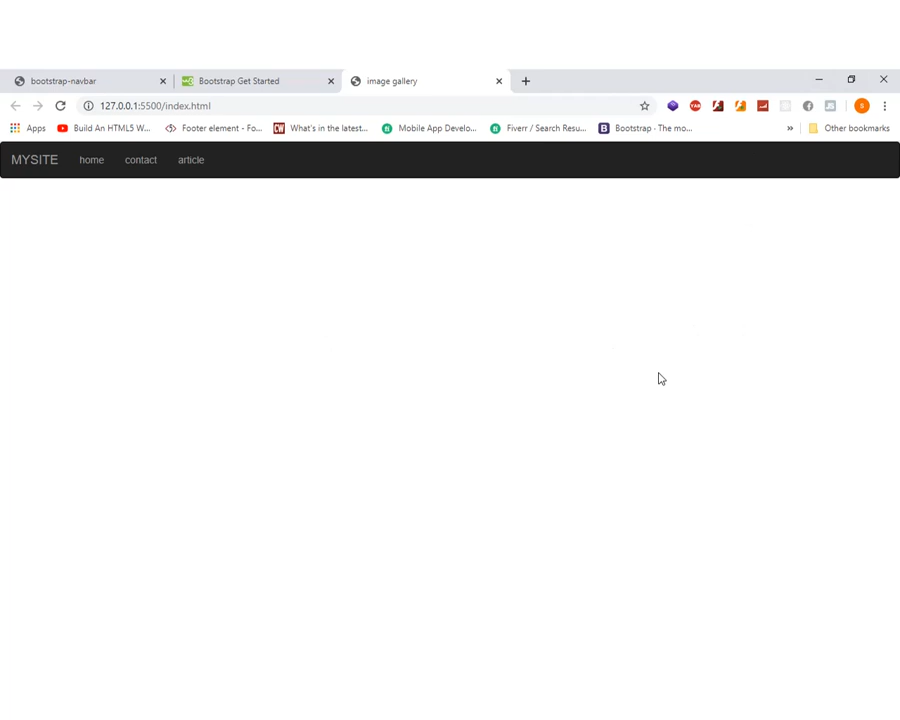 bootstrap-navbar
Bootstrap Get Started
image gallery
127.0.0.1:5500/index.html
Apps
Build An HTML5 W...
Footer element - Fo...
What's in the latest...
Mobile App Develo...
Fiverr / Search Resu...
Bootstrap · The mo...
Other bookmarks
MYSITE home contact article